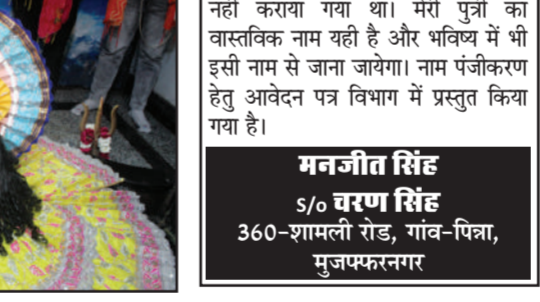 नहीं कराया गया था। मेरी पुत्री का
वास्तविक नाम यही है और भविष्य में भी
इसी नाम से जाना जायेगा। नाम पंजीकरण
हेतु आवेदन पत्र विभाग में प्रस्तुत किया
गया है।
मनजीत सिंह
s/o चरण सिंह
360-शामली रोड, गांव-पिन्ना,
मुजफ्फरनगर